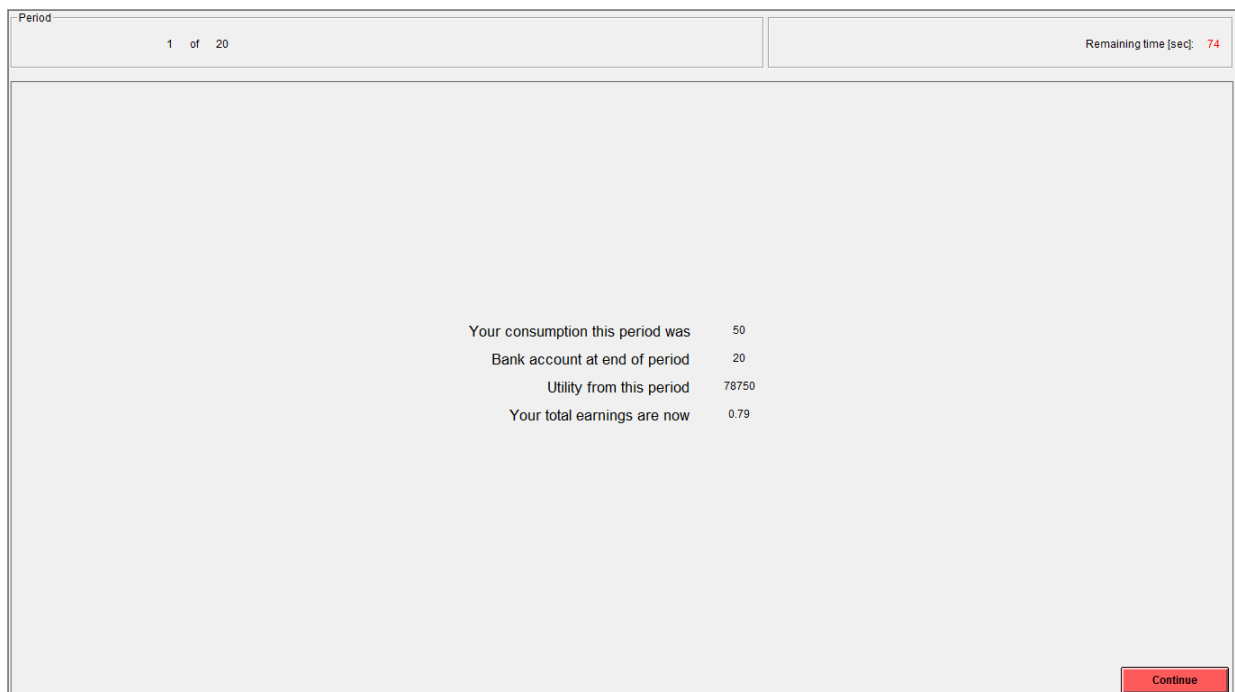 Period
1 of 20
Remaining time [sec]: 74
Your consumption this period was 50
Bank account at end of period 20
Utility from this period 78750
Your total earnings are now 0.79
Continue